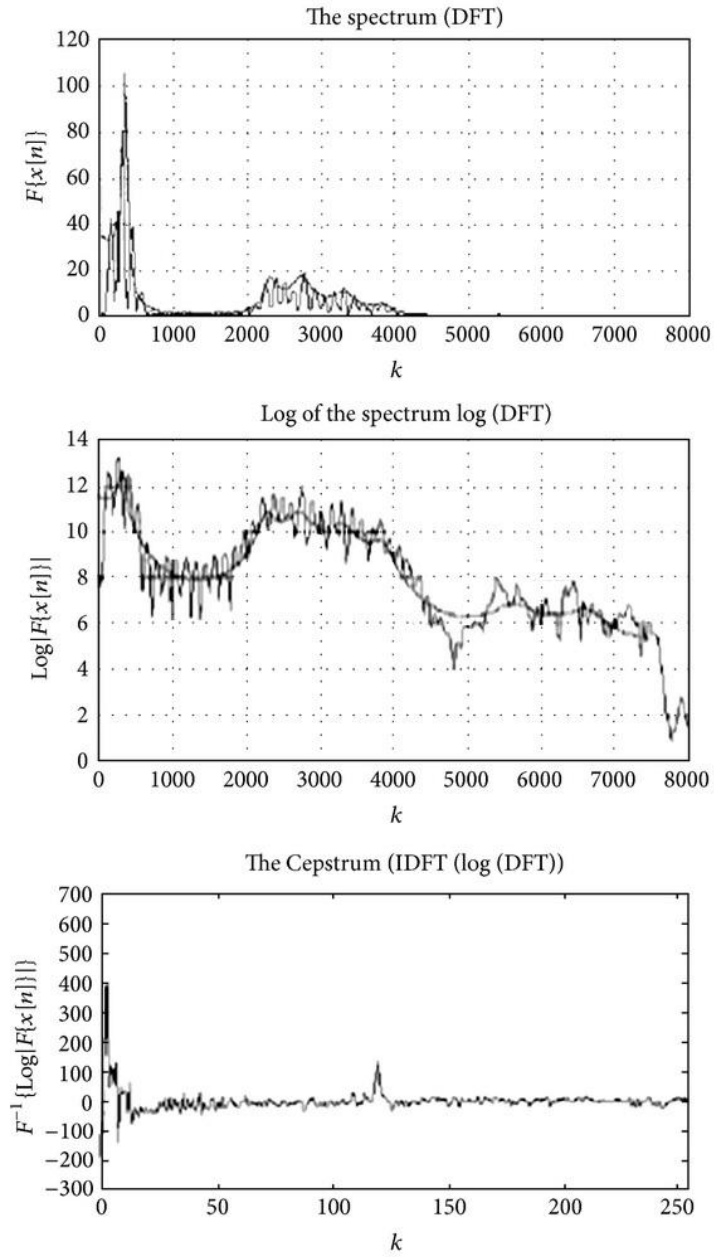 The spectrum (DFT)
120
100
80
60
40
20
0
F{x[n]}
0 1000 2000 3000 4000 5000 6000 7000 8000
k
Log of the spectrum log (DFT)
14
12
10
8
6
4
2
0
Log|F{x[n]}|
0 1000 2000 3000 4000 5000 6000 7000 8000
k
The Cepstrum (IDFT (log (DFT))
700
600
500
400
300
200
100
0
−100
−200
−300
F−1{Log|F{x[n]}|}
0 50 100 150 200 250
k